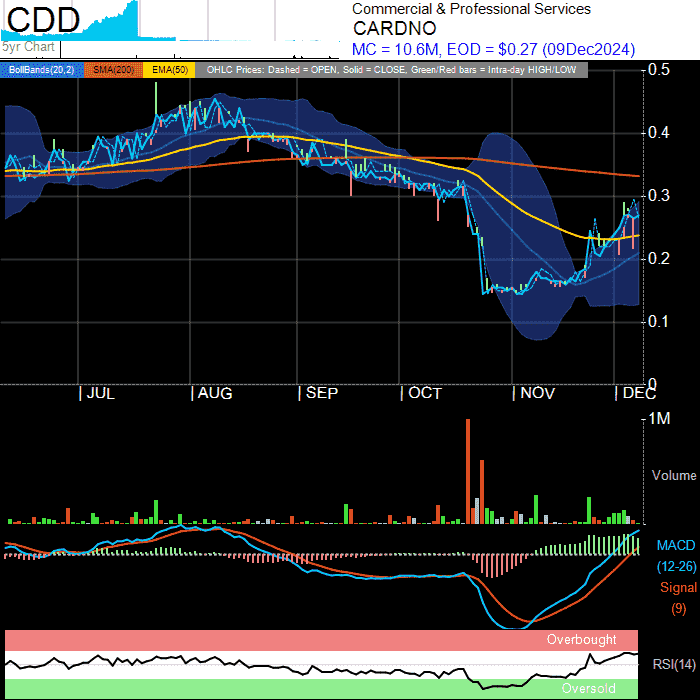 CDD
Commercial & Professional Services
CARDNO
MC = 10.6M, EOD = $0.27 (09Dec2024)
5yr Chart
BollBands(20,2) SMA(200) EMA(50) OHLC Prices: Dashed = OPEN, Solid = CLOSE, Green/Red bars = Intra-day HIGH/LOW
0.5
0.4
0.3
0.2
0.1
0
JUL AUG SEP OCT NOV DEC
1M
Volume
MACD
(12-26)
Signal
(9)
Overbought
RSI(14)
Oversold